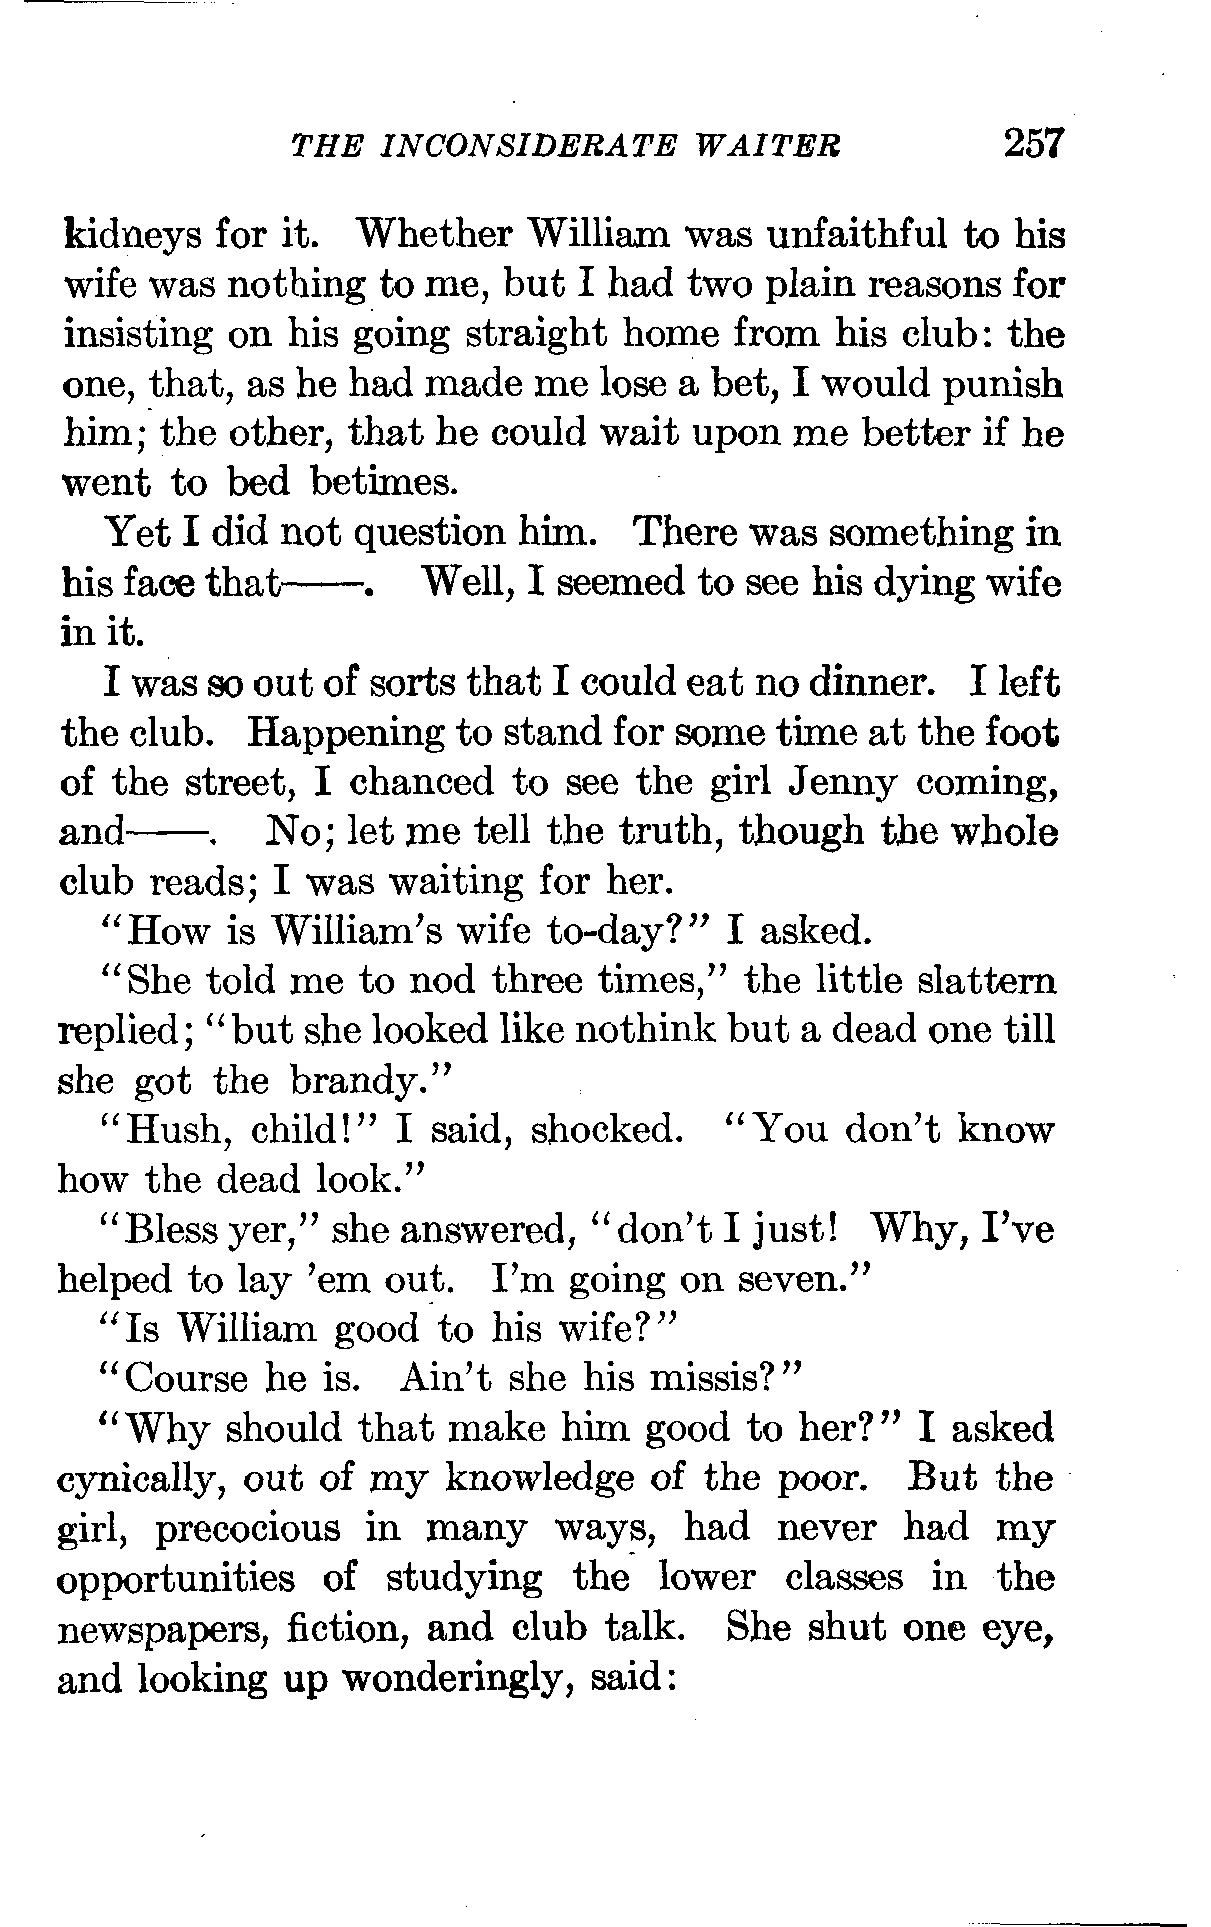 THE INCONSIDERATE WAITER 257
kidneys for it. Whether William was unfaithful to his
wife was nothing to me, but I had two plain reasons for
insisting on his going straight home from his club: the
one, that, as he had made me lose a bet, I would punish
him; the other, that he could wait upon me better if he
went to bed betimes.
Yet I did not question him. There was something in
his face that——. Well, I seemed to see his dying wife
in it.
I was so out of sorts that I could eat no dinner. I left
the club. Happening to stand for some time at the foot
of the street, I chanced to see the girl Jenny coming,
and——. No; let me tell the truth, though the whole
club reads; I was waiting for her.
"How is William's wife to-day?" I asked.
"She told me to nod three times," the little slattern
replied; "but she looked like nothink but a dead one till
she got the brandy."
"Hush, child!" I said, shocked. "You don't know
how the dead look."
"Bless yer," she answered, "don't I just! Why, I've
helped to lay 'em out. I'm going on seven."
"Is William good to his wife?"
"Course he is. Ain't she his missis?"
"Why should that make him good to her?" I asked
cynically, out of my knowledge of the poor. But the
girl, precocious in many ways, had never had my
opportunities of studying the lower classes in the
newspapers, fiction, and club talk. She shut one eye,
and looking up wonderingly, said: